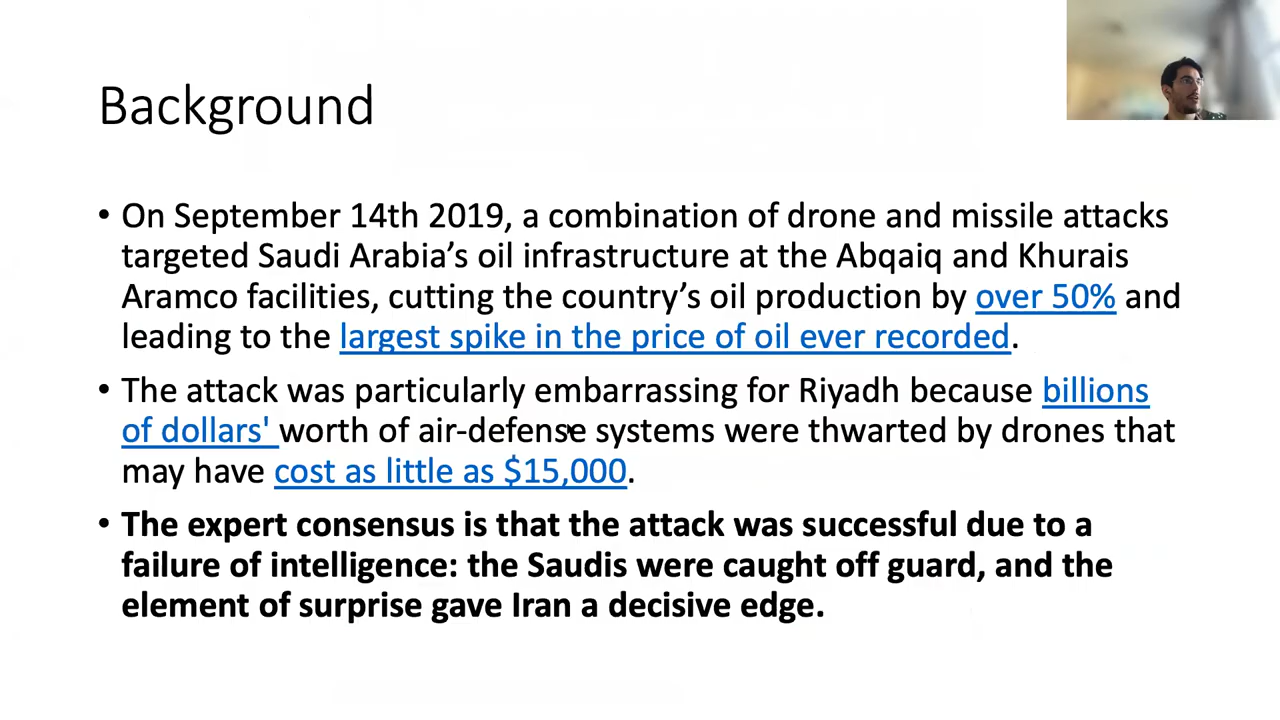 Background
• On September 14th 2019, a combination of drone and missile attacks
targeted Saudi Arabia’s oil infrastructure at the Abqaiq and Khurais
Aramco facilities, cutting the country’s oil production by over 50% and
leading to the largest spike in the price of oil ever recorded.
• The attack was particularly embarrassing for Riyadh because billions
of dollars' worth of air-defense systems were thwarted by drones that
may have cost as little as $15,000.
• The expert consensus is that the attack was successful due to a
failure of intelligence: the Saudis were caught off guard, and the
element of surprise gave Iran a decisive edge.